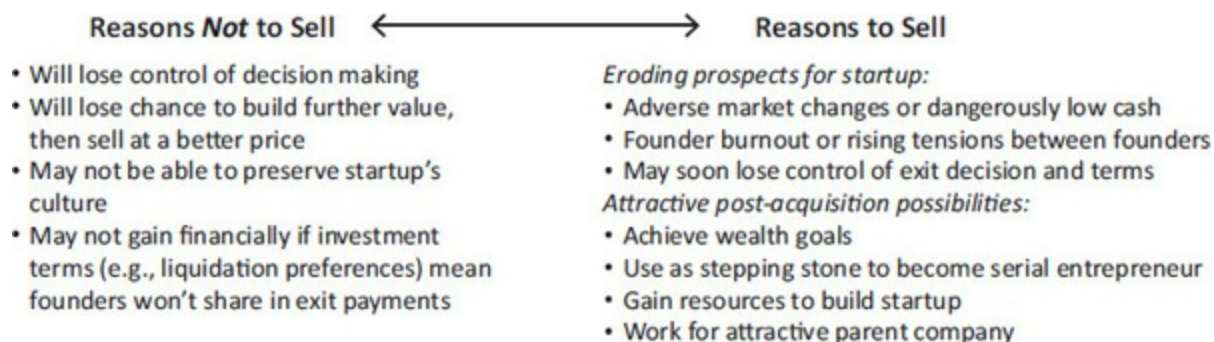 Reasons Not to Sell
• Will lose control of decision making
• Will lose chance to build further value,
then sell at a better price
• May not be able to preserve startup's
culture
• May not gain financially if investment
terms (e.g., liquidation preferences) mean
founders won't share in exit payments
Reasons to Sell
Eroding prospects for startup:
• Adverse market changes or dangerously low cash
• Founder burnout or rising tensions between founders
• May soon lose control of exit decision and terms
Attractive post-acquisition possibilities:
• Achieve wealth goals
• Use as stepping stone to become serial entrepreneur
• Gain resources to build startup
• Work for attractive parent company